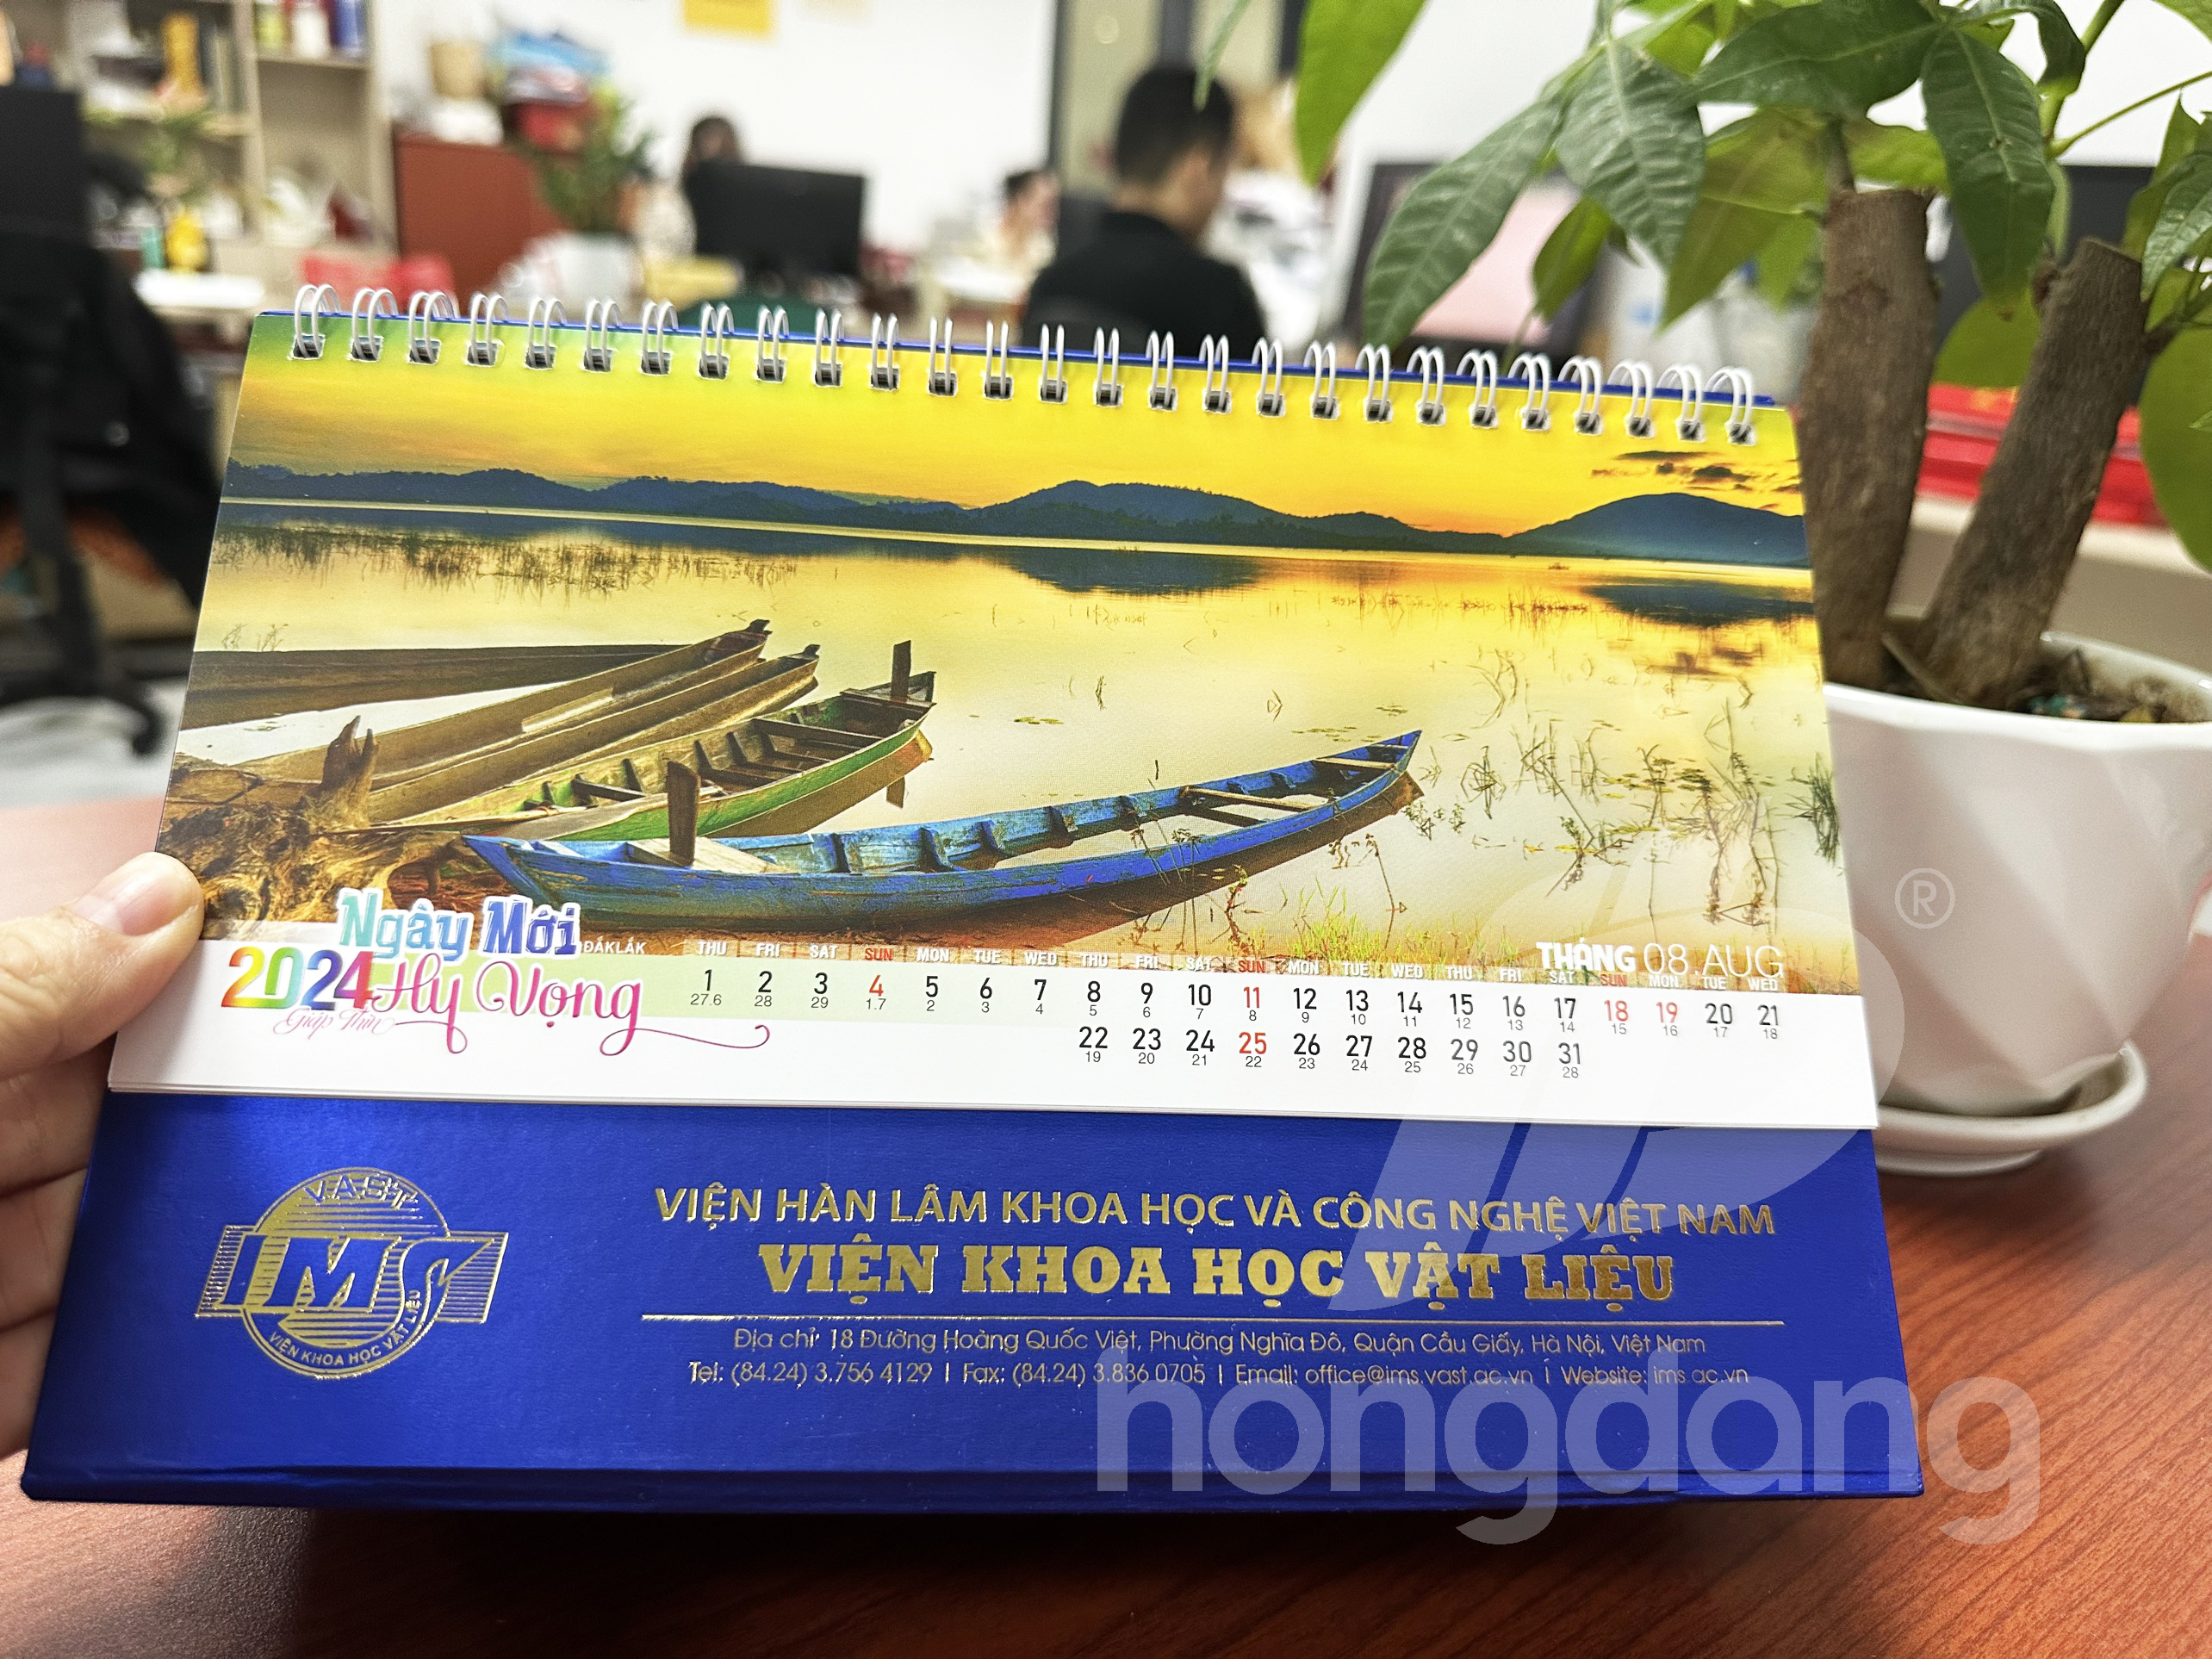 Ngày Mới
2024 Hy Vọng
Giáp Thìn
ĐĂKLĂK
THÁNG 08.AUG
THU FRI SAT SUN MON TUE WED THU FRI SAT SUN MON TUE WED THU FRI SAT SUN MON TUE WED
1 2 3 4 5 6 7 8 9 10 11 12 13 14 15 16 17 18 19 20 21
27.6 28 29 1.7 2 3 4 5 6 7 8 9 10 11 12 13 14 15 16 17 18
22 23 24 25 26 27 28 29 30 31
19 20 21 22 23 24 25 26 27 28
V.A.S.T
IMS
VIỆN KHOA HỌC VẬT LIỆU
VIỆN HÀN LÂM KHOA HỌC VÀ CÔNG NGHỆ VIỆT NAM
VIỆN KHOA HỌC VẬT LIỆU
Địa chỉ: 18 Đường Hoàng Quốc Việt, Phường Nghĩa Đô, Quận Cầu Giấy, Hà Nội, Việt Nam
Tel: (84.24) 3.756 4129 | Fax: (84.24) 3.836 0705 | Email: office@ims.vast.ac.vn | Website: ims.ac.vn
®
hongdang